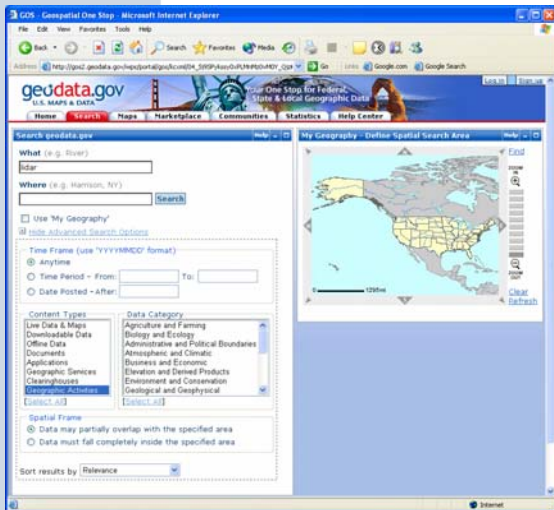 GOS - Geospatial One Stop - Microsoft Internet Explorer
File Edit View Favorites Tools Help
Back Search Favorites Media
Address Go Links Google.com Google Search
Log In Sign up
geodata.gov
U.S. MAPS & DATA
Your One Stop for Federal,
State & Local Geographic Data
Home Search Maps Marketplace Communities Statistics Help Center
Search geodata.gov Help
What (e.g. River)
lidar
Where (e.g. Harrison, NY)
Search
Use 'My Geography'
Hide Advanced Search Options
Time Frame (use 'YYYYMMDD' format)
Anytime
Time Period - From: To:
Date Posted - After:
Content Types
Live Data & Maps
Downloadable Data
Offline Data
Documents
Applications
Geographic Services
Clearinghouses
Geographic Activities
[Select All]
Data Category
Agriculture and Farming
Biology and Ecology
Administrative and Political Boundaries
Atmospheric and Climatic
Business and Economic
Elevation and Derived Products
Environment and Conservation
Geological and Geophysical
[Select All]
Spatial Frame
Data may partially overlap with the specified area
Data must fall completely inside the specified area
Sort results by Relevance
My Geography - Define Spatial Search Area Help
Find
ZOOM
IN
ZOOM
OUT
Clear
Refresh
0
Internet